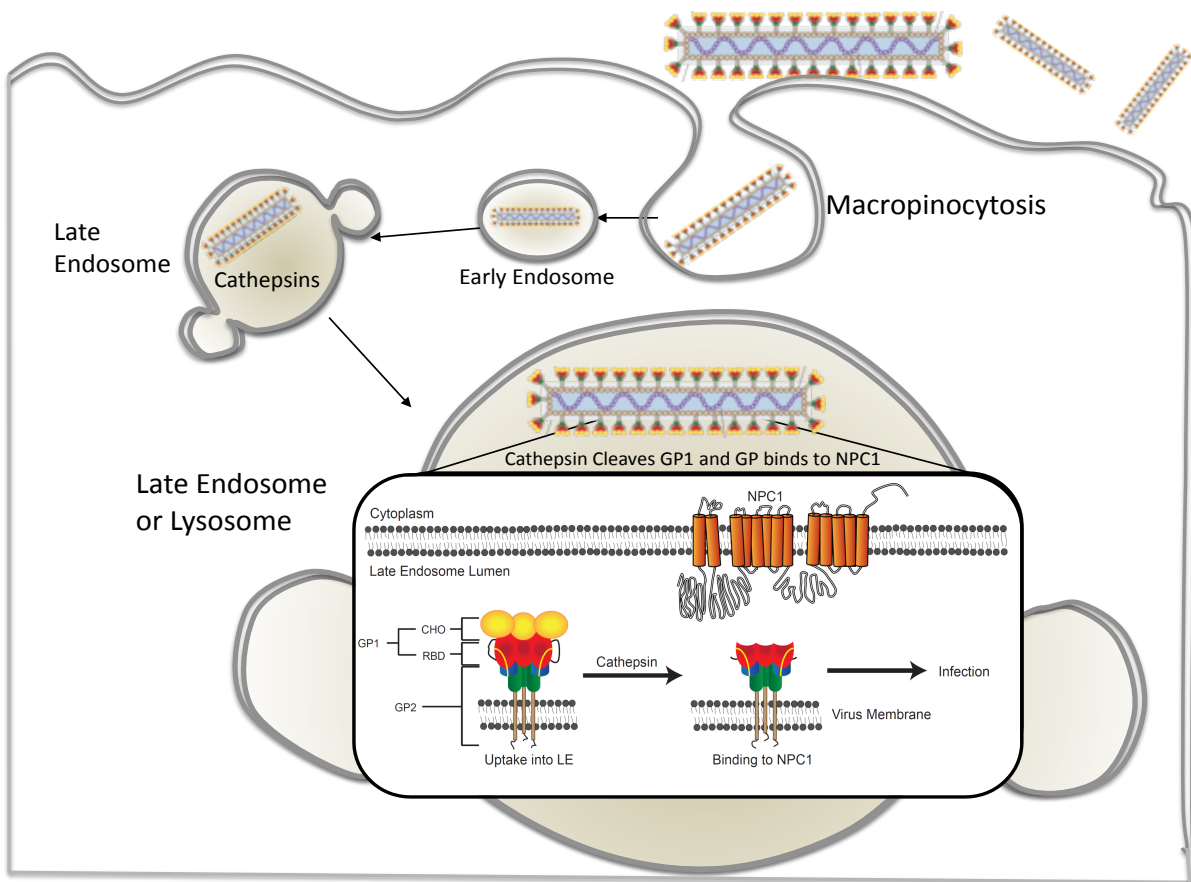 Macropinocytosis
Early Endosome
Late
Endosome
Cathepsins
Late Endosome
or Lysosome
Cathepsin Cleaves GP1 and GP binds to NPC1
NPC1
Cytoplasm
Late Endosome Lumen
GP1
CHO
RBD
GP2
Cathepsin
Infection
Virus Membrane
Uptake into LE
Binding to NPC1